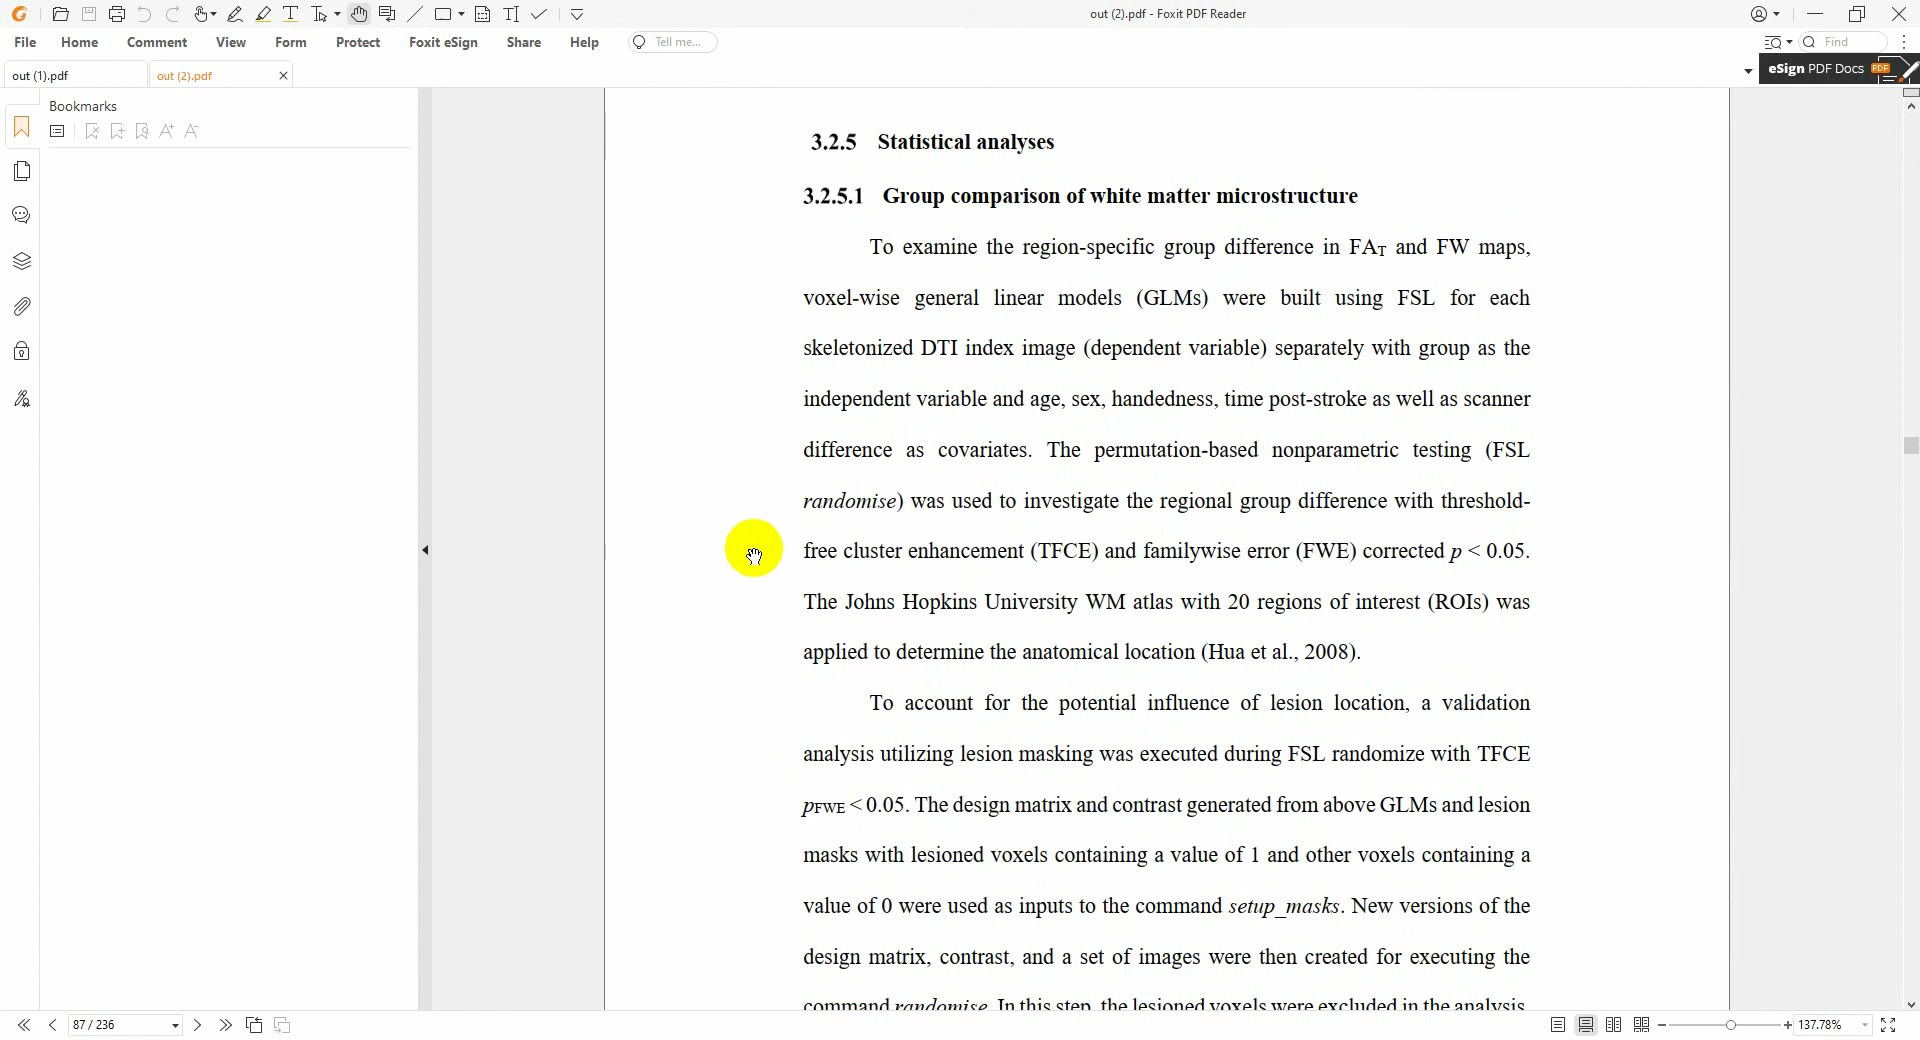 out (2).pdf - Foxit PDF Reader
File Home Comment View Form Protect Foxit eSign Share Help Tell me... Find
out (1).pdf out (2).pdf eSign PDF Docs PDF
Bookmarks
3.2.5 Statistical analyses
3.2.5.1 Group comparison of white matter microstructure
To examine the region-specific group difference in FAT and FW maps,
voxel-wise general linear models (GLMs) were built using FSL for each
skeletonized DTI index image (dependent variable) separately with group as the
independent variable and age, sex, handedness, time post-stroke as well as scanner
difference as covariates. The permutation-based nonparametric testing (FSL
randomise) was used to investigate the regional group difference with threshold-
free cluster enhancement (TFCE) and familywise error (FWE) corrected p < 0.05.
The Johns Hopkins University WM atlas with 20 regions of interest (ROIs) was
applied to determine the anatomical location (Hua et al., 2008).
To account for the potential influence of lesion location, a validation
analysis utilizing lesion masking was executed during FSL randomize with TFCE
pFWE < 0.05. The design matrix and contrast generated from above GLMs and lesion
masks with lesioned voxels containing a value of 1 and other voxels containing a
value of 0 were used as inputs to the command setup_masks. New versions of the
design matrix, contrast, and a set of images were then created for executing the
command randomise. In this step, the lesioned voxels were excluded in the analysis.
87 / 236 137.78%